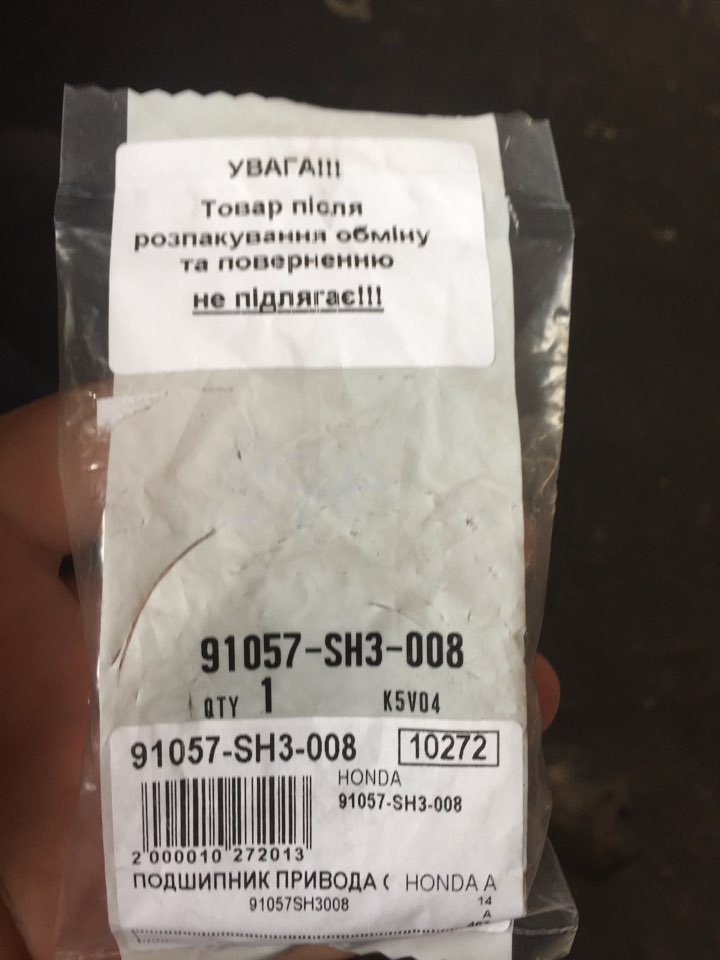 УВАГА!!!
Товар після
розпакування обміну
та поверненню
не підлягає!!!
91057-SH3-008
QTY 1 K5V04
91057-SH3-008 10272
HONDA
91057-SH3-008
2 000010 272013
ПОДШИПНИК ПРИВОДА ( HONDA A
91057SH3008
14
A